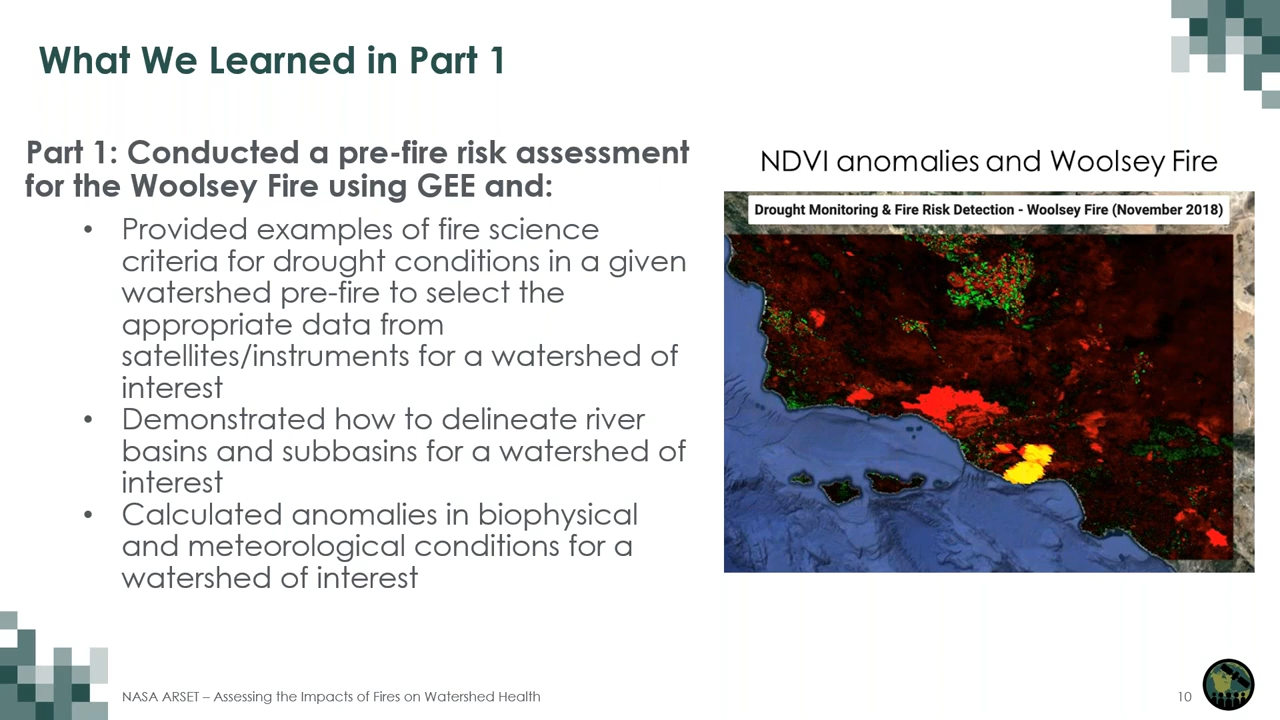 What We Learned in Part 1
Part 1: Conducted a pre-fire risk assessment
for the Woolsey Fire using GEE and:
• Provided examples of fire science
criteria for drought conditions in a given
watershed pre-fire to select the
appropriate data from
satellites/instruments for a watershed of
interest
• Demonstrated how to delineate river
basins and subbasins for a watershed of
interest
• Calculated anomalies in biophysical
and meteorological conditions for a
watershed of interest
NDVI anomalies and Woolsey Fire
Drought Monitoring & Fire Risk Detection - Woolsey Fire (November 2018)
NASA ARSET – Assessing the Impacts of Fires on Watershed Health
10